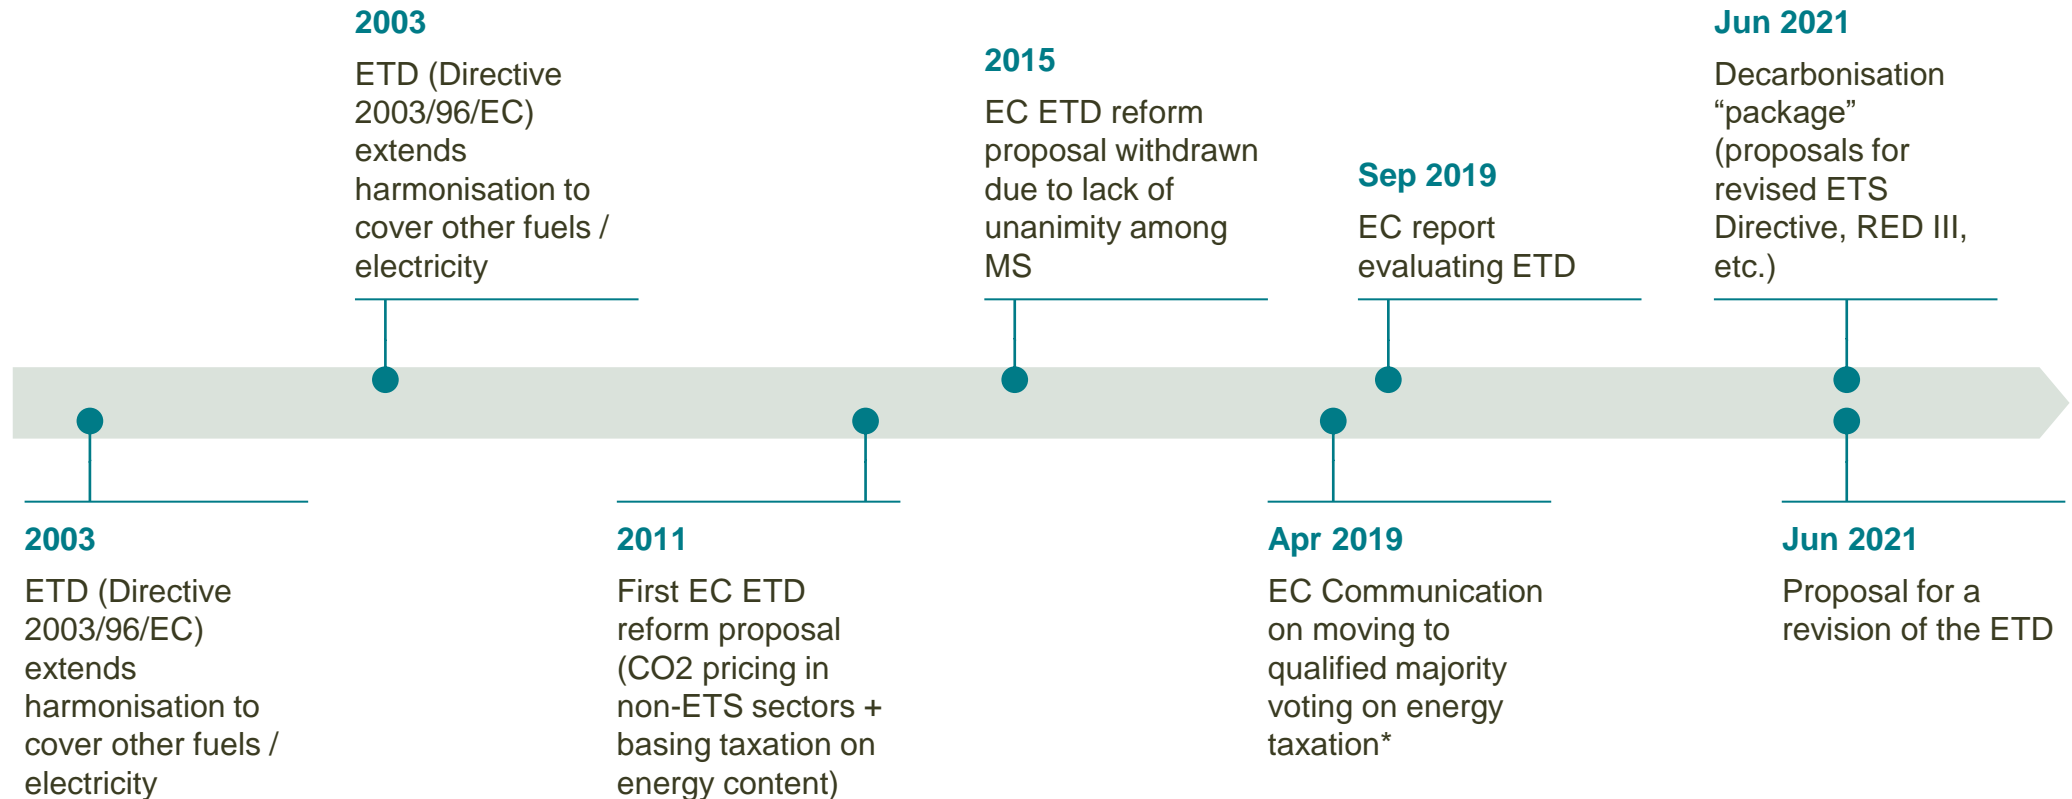 2003
ETD (Directive
2003/96/EC)
extends
harmonisation to
cover other fuels /
electricity
2015
EC ETD reform
proposal withdrawn
due to lack of
unanimity among
MS
Sep 2019
EC report
evaluating ETD
Jun 2021
Decarbonisation
“package”
(proposals for
revised ETS
Directive, RED III,
etc.)
2003
ETD (Directive
2003/96/EC)
extends
harmonisation to
cover other fuels /
electricity
2011
First EC ETD
reform proposal
(CO2 pricing in
non-ETS sectors +
basing taxation on
energy content)
Apr 2019
EC Communication
on moving to
qualified majority
voting on energy
taxation*
Jun 2021
Proposal for a
revision of the ETD